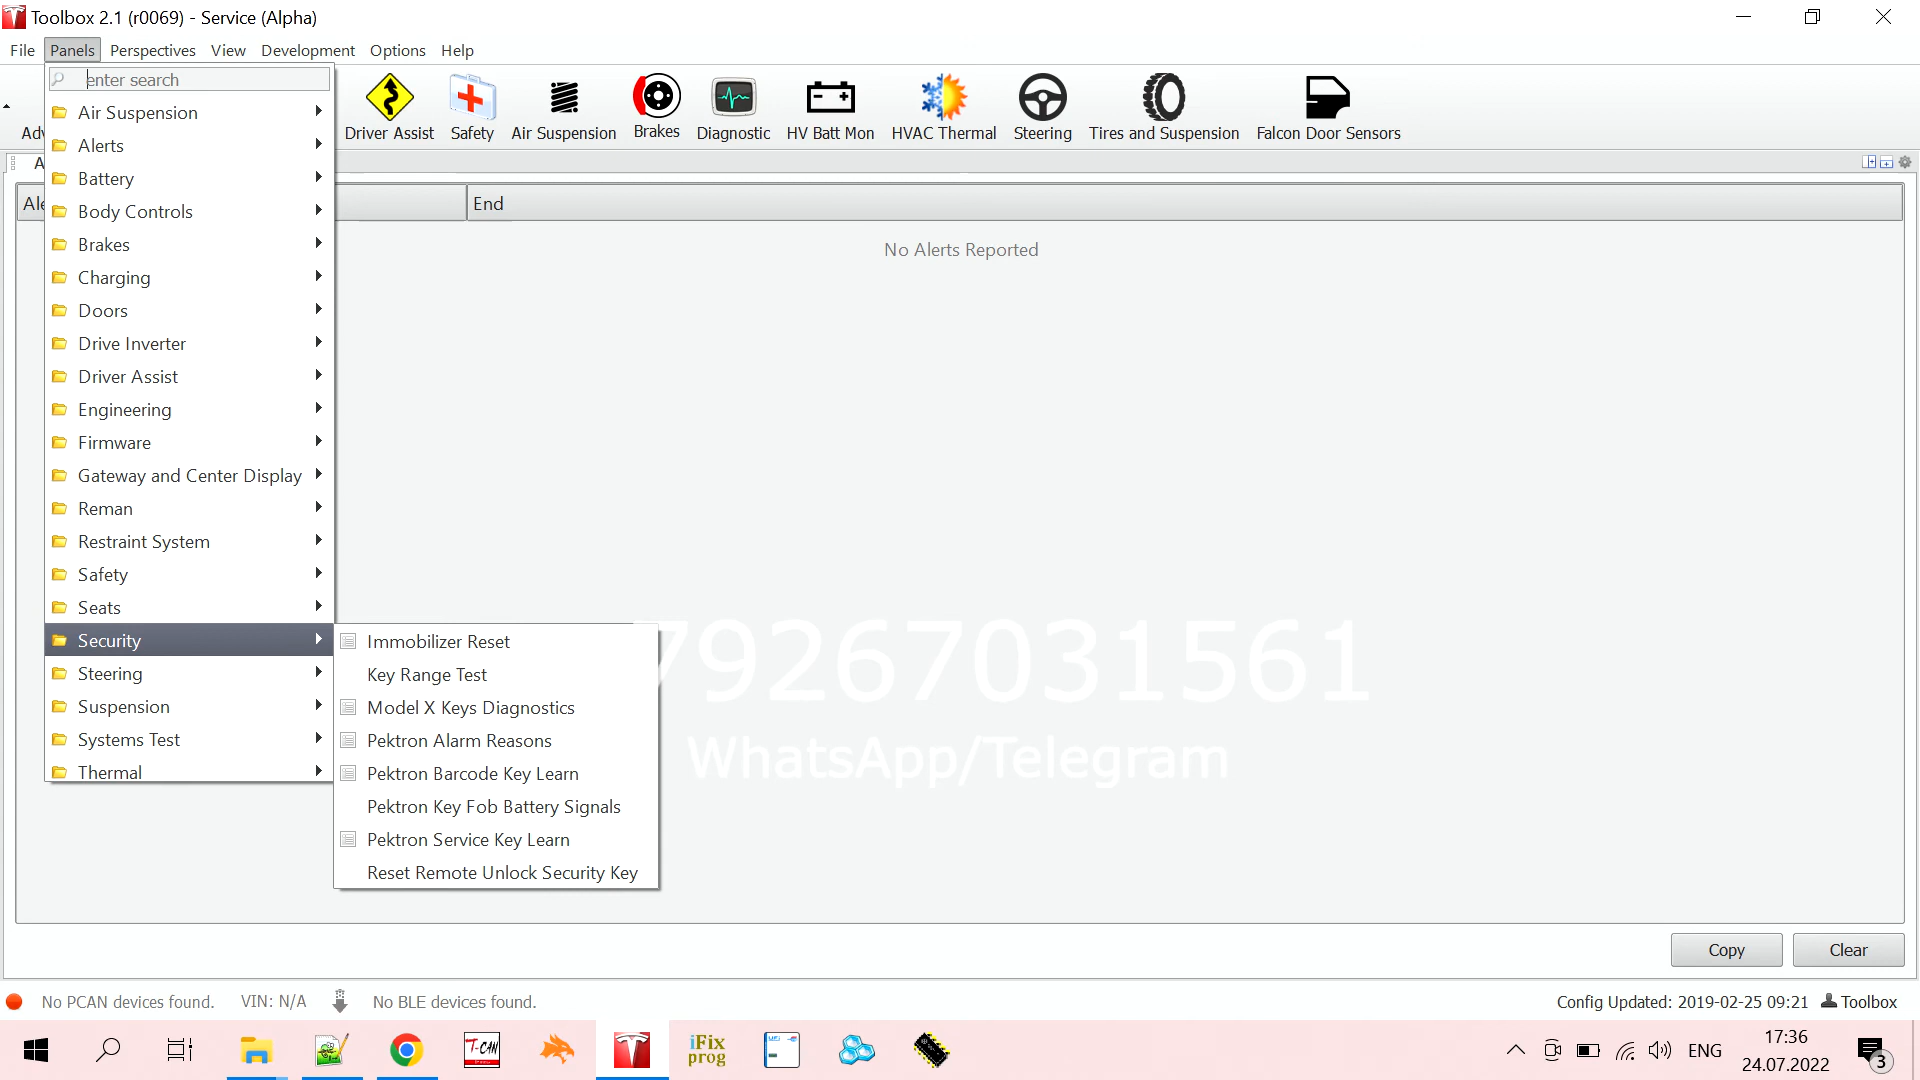 Toolbox 2.1 (r0069) - Service (Alpha)
File Panels Perspectives View Development Options Help
enter search
Adv
Driver Assist
Safety
Air Suspension
Brakes
Diagnostic
HV Batt Mon
HVAC Thermal
Steering
Tires and Suspension
Falcon Door Sensors
A
Ale
End
No Alerts Reported
Air Suspension
Alerts
Battery
Body Controls
Brakes
Charging
Doors
Drive Inverter
Driver Assist
Engineering
Firmware
Gateway and Center Display
Reman
Restraint System
Safety
Seats
Security
Steering
Suspension
Systems Test
Thermal
Immobilizer Reset
Key Range Test
Model X Keys Diagnostics
Pektron Alarm Reasons
Pektron Barcode Key Learn
Pektron Key Fob Battery Signals
Pektron Service Key Learn
Reset Remote Unlock Security Key
79267031561
WhatsApp/Telegram
Copy Clear
No PCAN devices found. VIN: N/A No BLE devices found.
Config Updated: 2019-02-25 09:21 Toolbox
T-CAN
iFix
prog
UPA
ENG
17:36
24.07.2022
3